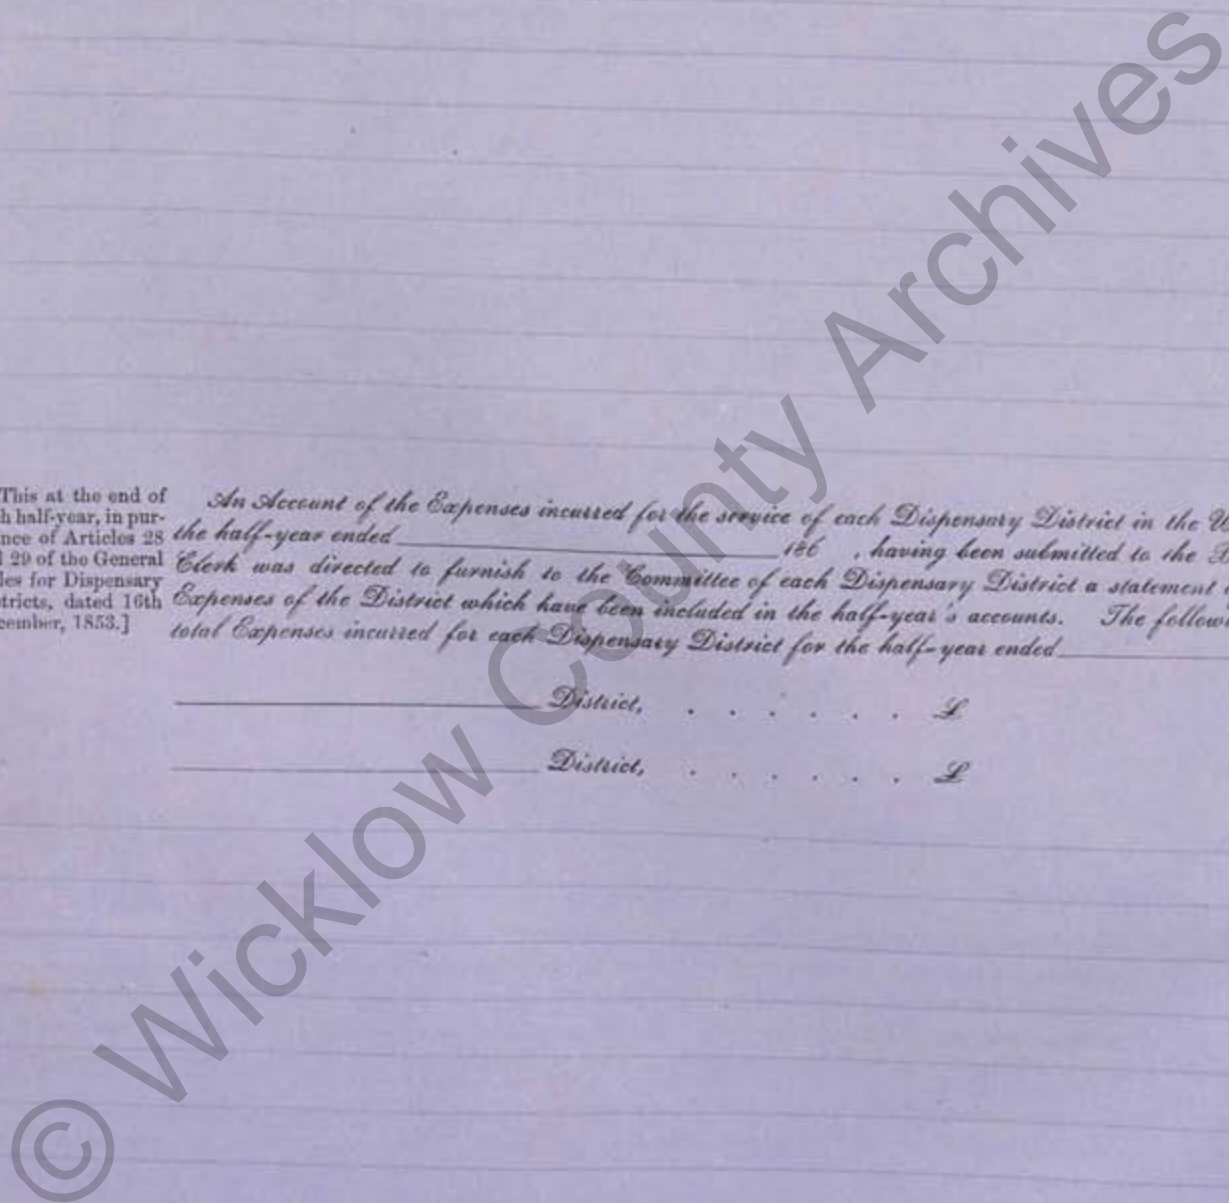 This at the end of
h half-year, in pur-
nce of Articles 28
l 29 of the General
les for Dispensary
tricts, dated 16th
cember, 1853.]
An Account of the Expenses incurred for the service of each Dispensary District in the
the half-year ended 186 , having been submitted to the
Clerk was directed to furnish to the Committee of each Dispensary District a statement
Expenses of the District which have been included in the half-year's accounts. The follow
total Expenses incurred for each Dispensary District for the half-year ended
District, . . . . . . £
District, . . . . . . £
© Wicklow County Archives